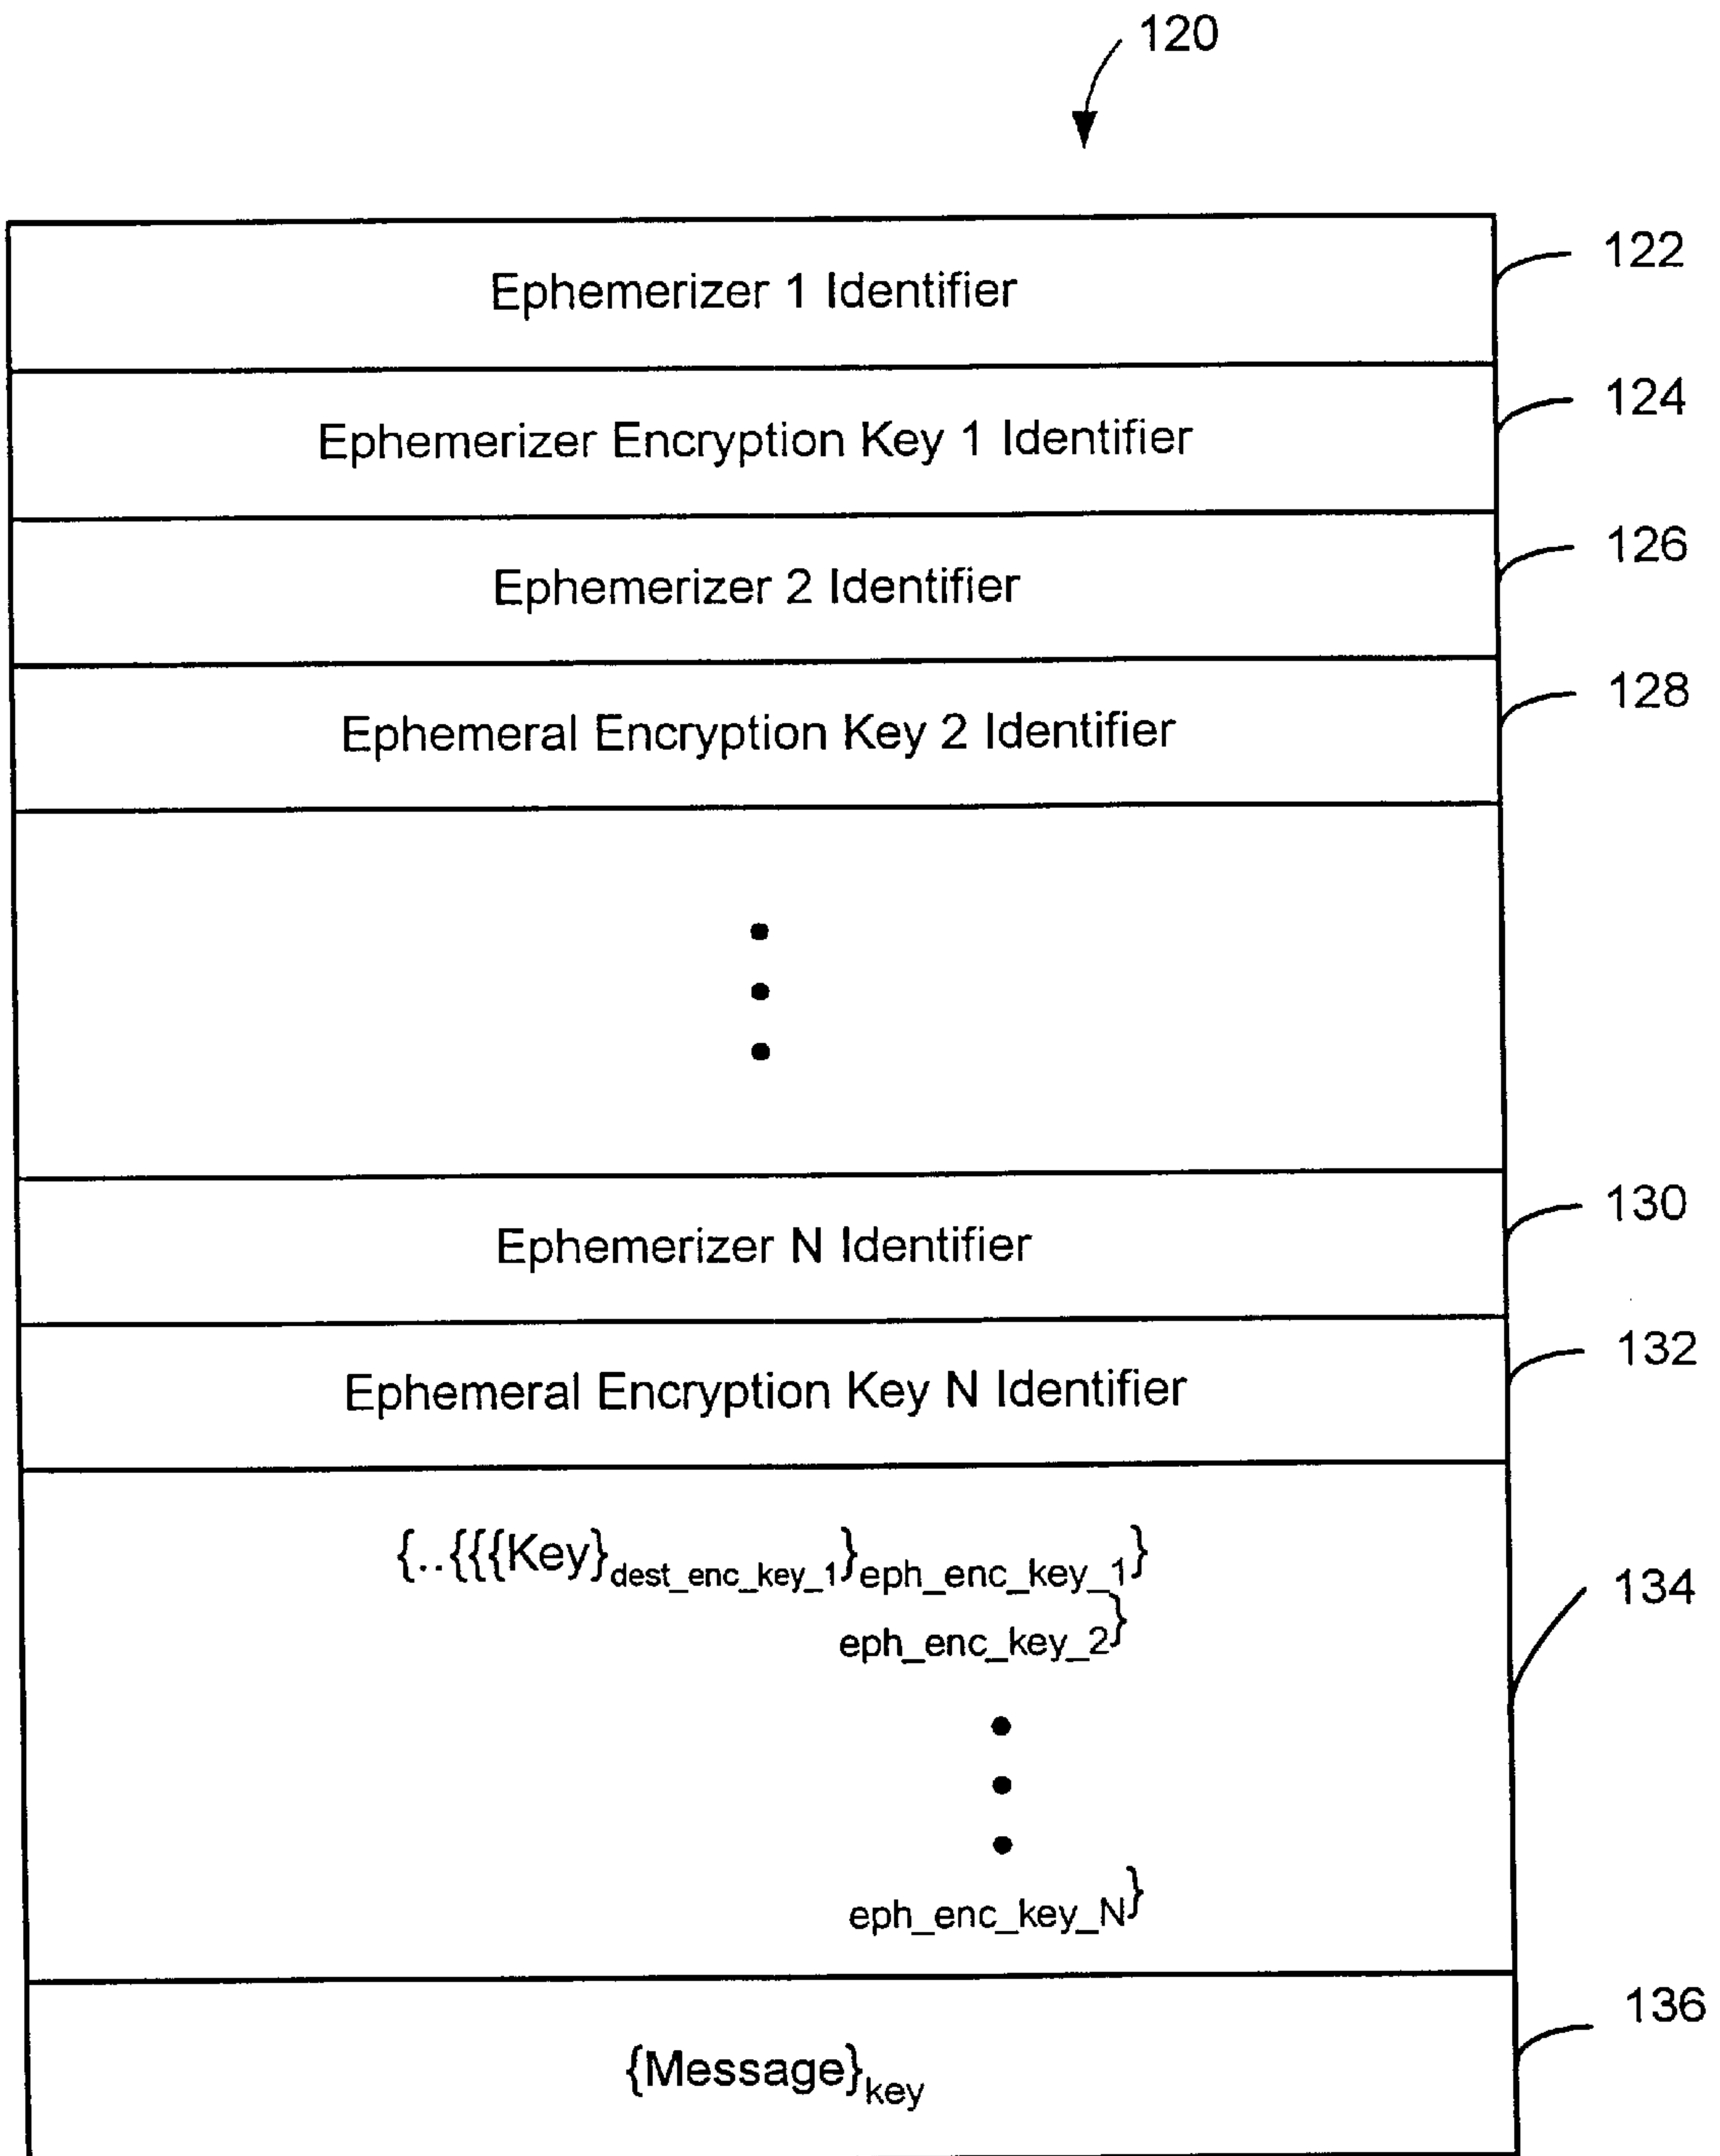 120
Ephemerizer 1 Identifier 122
Ephemerizer Encryption Key 1 Identifier 124
Ephemerizer 2 Identifier 126
Ephemeral Encryption Key 2 Identifier 128
Ephemerizer N Identifier 130
Ephemeral Encryption Key N Identifier 132
{..{{{Key}dest_enc_key_1}eph_enc_key_1}
eph_enc_key_2}
134
eph_enc_key_N}
{Message}key 136